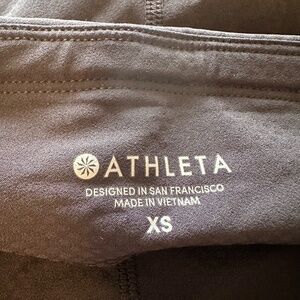 ATHLETA
DESIGNED IN SAN FRANCISCO
MADE IN VIETNAM
XS